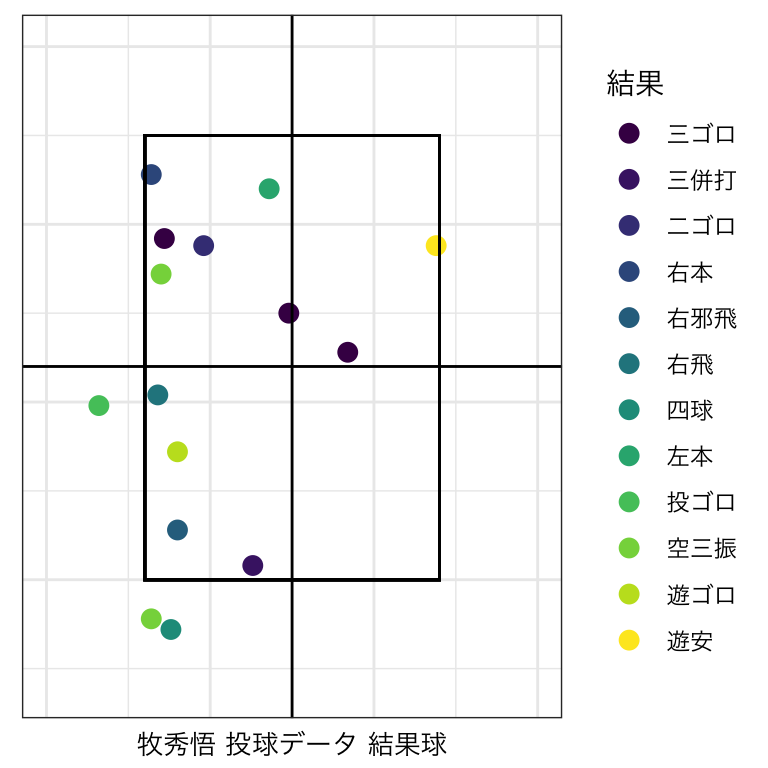 結果
三ゴロ
三併打
二ゴロ
右本
右邪飛
右飛
四球
左本
投ゴロ
空三振
遊ゴロ
遊安
牧秀悟 投球データ 結果球